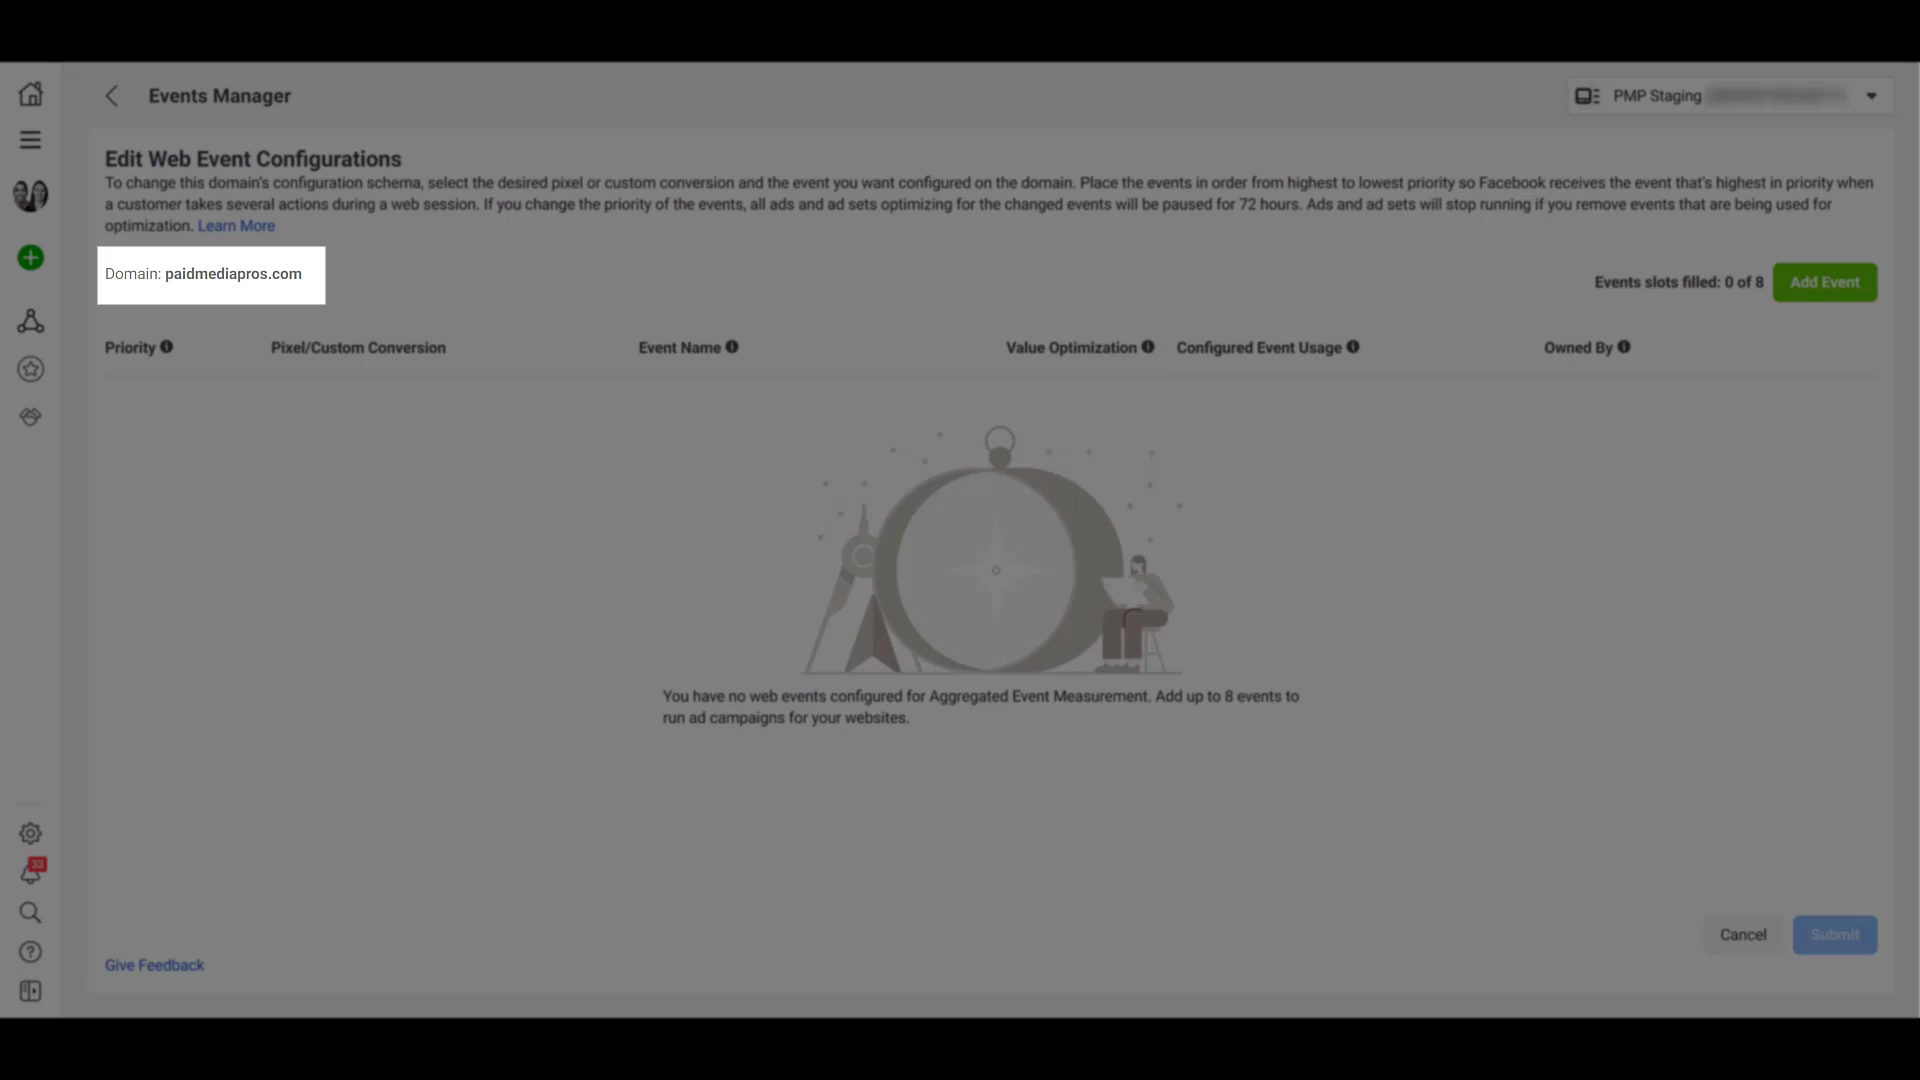 Events Manager
PMP Staging
Edit Web Event Configurations
To change this domain's configuration schema, select the desired pixel or custom conversion and the event you want configured on the domain. Place the events in order from highest to lowest priority so Facebook receives the event that's highest in priority when
a customer takes several actions during a web session. If you change the priority of the events, all ads and ad sets optimizing for the changed events will be paused for 72 hours. Ads and ad sets will stop running if you remove events that are being used for
optimization. Learn More
Domain: paidmediapros.com
Events slots filled: 0 of 8
Add Event
Priority
Pixel/Custom Conversion
Event Name
Value Optimization
Configured Event Usage
Owned By
You have no web events configured for Aggregated Event Measurement. Add up to 8 events to
run ad campaigns for your websites.
33
Cancel
Submit
Give Feedback